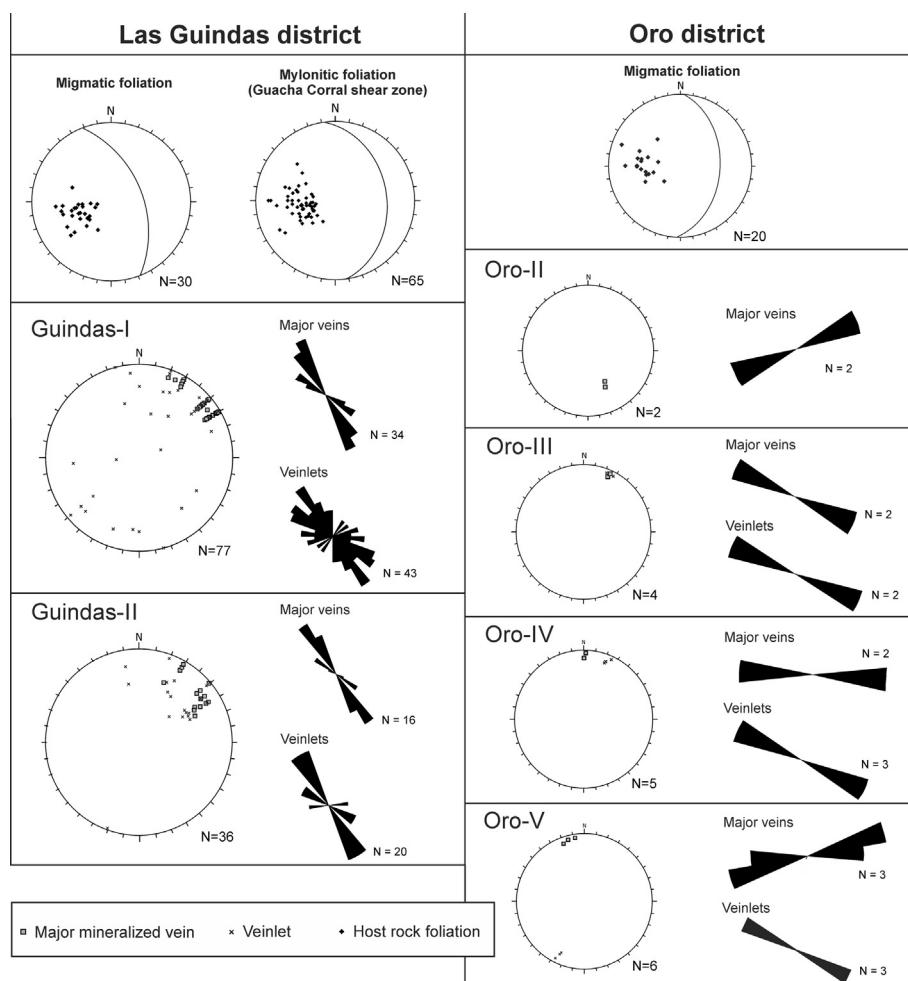 Las Guindas district
Migmatic foliation
Mylonitic foliation
(Guacha Corral shear zone)
N
N
N=30
N=65
Guindas-I
N
N=77
Major veins
N = 34
Veinlets
N = 43
Guindas-II
N
N=36
Major veins
N = 16
Veinlets
N = 20
Oro district
Migmatic foliation
N
N=20
Oro-II
N
N=2
Major veins
N = 2
Oro-III
N
N=4
Major veins
N = 2
Veinlets
N = 2
Oro-IV
N
N=5
Major veins
N = 2
Veinlets
N = 3
Oro-V
N
N=6
Major veins
N = 3
Veinlets
N = 3
Major mineralized vein
Veinlet
Host rock foliation